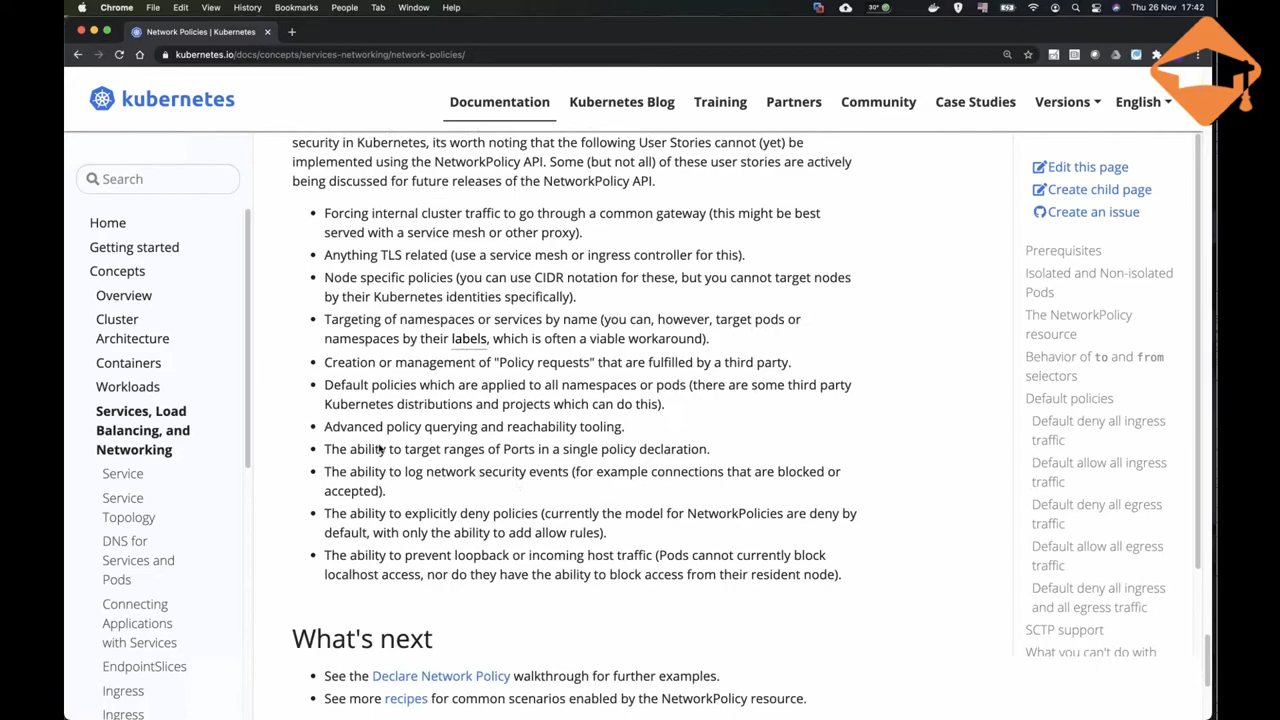 Chrome File Edit View History Bookmarks People Tab Window Help
30° Thu 26 Nov 17:42
Network Policies | Kubernetes
kubernetes.io/docs/concepts/services-networking/network-policies/
kubernetes
Documentation Kubernetes Blog Training Partners Community Case Studies Versions English
Search
Home
Getting started
Concepts
Overview
Cluster
Architecture
Containers
Workloads
Services, Load
Balancing, and
Networking
Service
Service
Topology
DNS for
Services and
Pods
Connecting
Applications
with Services
EndpointSlices
Ingress
Ingress
security in Kubernetes, its worth noting that the following User Stories cannot (yet) be
implemented using the NetworkPolicy API. Some (but not all) of these user stories are actively
being discussed for future releases of the NetworkPolicy API.
• Forcing internal cluster traffic to go through a common gateway (this might be best
served with a service mesh or other proxy).
• Anything TLS related (use a service mesh or ingress controller for this).
• Node specific policies (you can use CIDR notation for these, but you cannot target nodes
by their Kubernetes identities specifically).
• Targeting of namespaces or services by name (you can, however, target pods or
namespaces by their labels, which is often a viable workaround).
• Creation or management of "Policy requests" that are fulfilled by a third party.
• Default policies which are applied to all namespaces or pods (there are some third party
Kubernetes distributions and projects which can do this).
• Advanced policy querying and reachability tooling.
• The ability to target ranges of Ports in a single policy declaration.
• The ability to log network security events (for example connections that are blocked or
accepted).
• The ability to explicitly deny policies (currently the model for NetworkPolicies are deny by
default, with only the ability to add allow rules).
• The ability to prevent loopback or incoming host traffic (Pods cannot currently block
localhost access, nor do they have the ability to block access from their resident node).
What's next
• See the Declare Network Policy walkthrough for further examples.
• See more recipes for common scenarios enabled by the NetworkPolicy resource.
Edit this page
Create child page
Create an issue
Prerequisites
Isolated and Non-isolated
Pods
The NetworkPolicy
resource
Behavior of to and from
selectors
Default policies
Default deny all ingress
traffic
Default allow all ingress
traffic
Default deny all egress
traffic
Default allow all egress
traffic
Default deny all ingress
and all egress traffic
SCTP support
What you can't do with